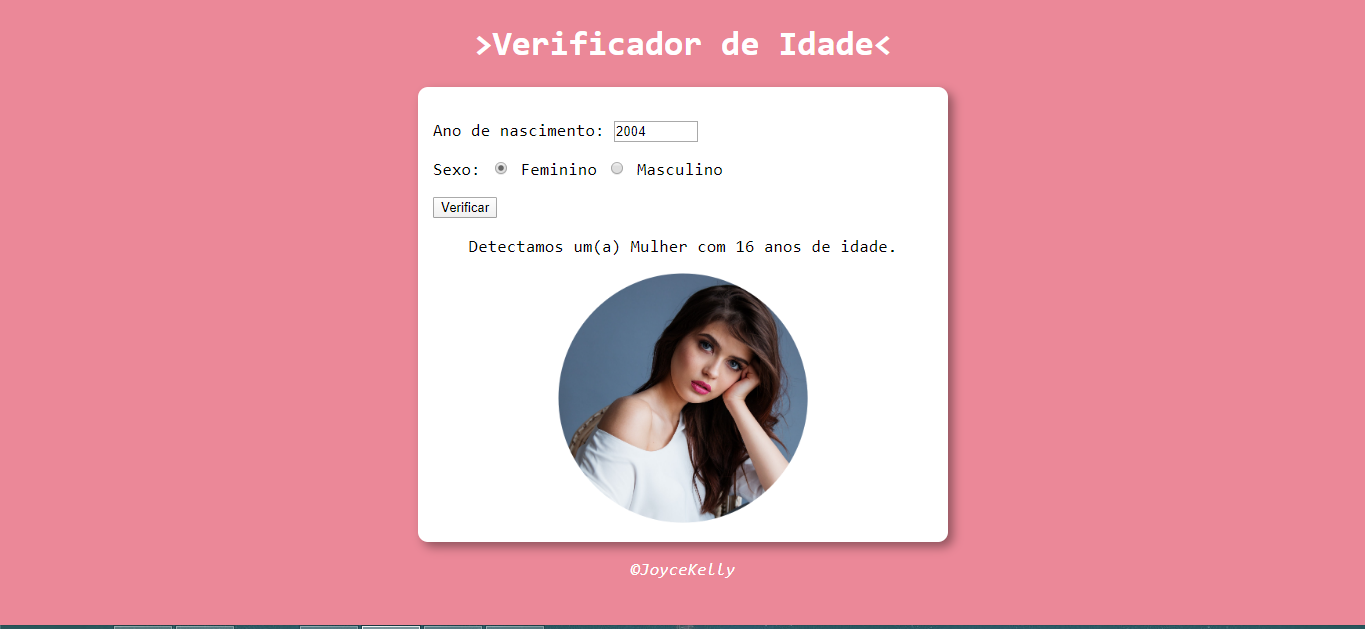 >Verificador de Idade<
Ano de nascimento: 2004
Sexo: Feminino Masculino
Verificar
Detectamos um(a) Mulher com 16 anos de idade.
©JoyceKelly